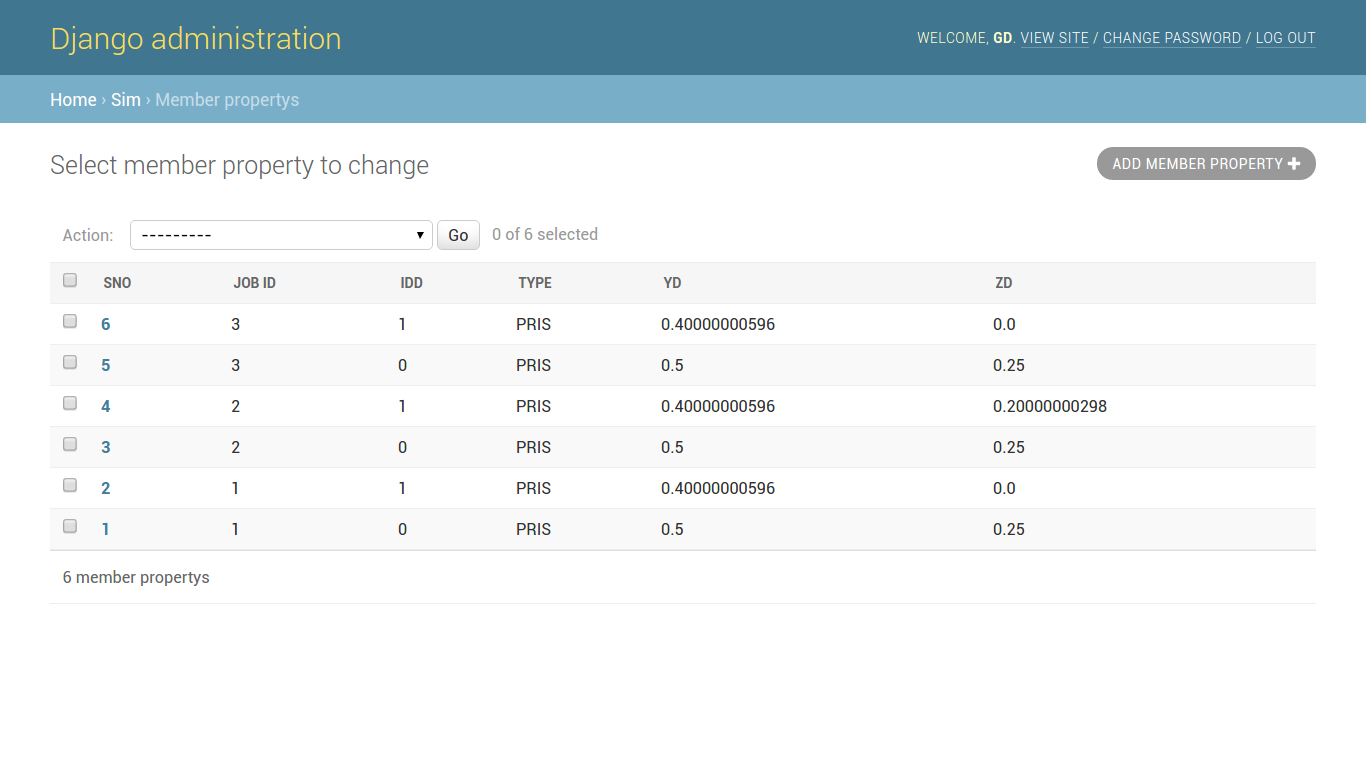 Django administration
WELCOME, GD. VIEW SITE / CHANGE PASSWORD / LOG OUT
Home › Sim › Member propertys
Select member property to change
ADD MEMBER PROPERTY +
Action: --------- Go 0 of 6 selected
SNO JOB ID IDD TYPE YD ZD
6 3 1 PRIS 0.40000000596 0.0
5 3 0 PRIS 0.5 0.25
4 2 1 PRIS 0.40000000596 0.20000000298
3 2 0 PRIS 0.5 0.25
2 1 1 PRIS 0.40000000596 0.0
1 1 0 PRIS 0.5 0.25
6 member propertys